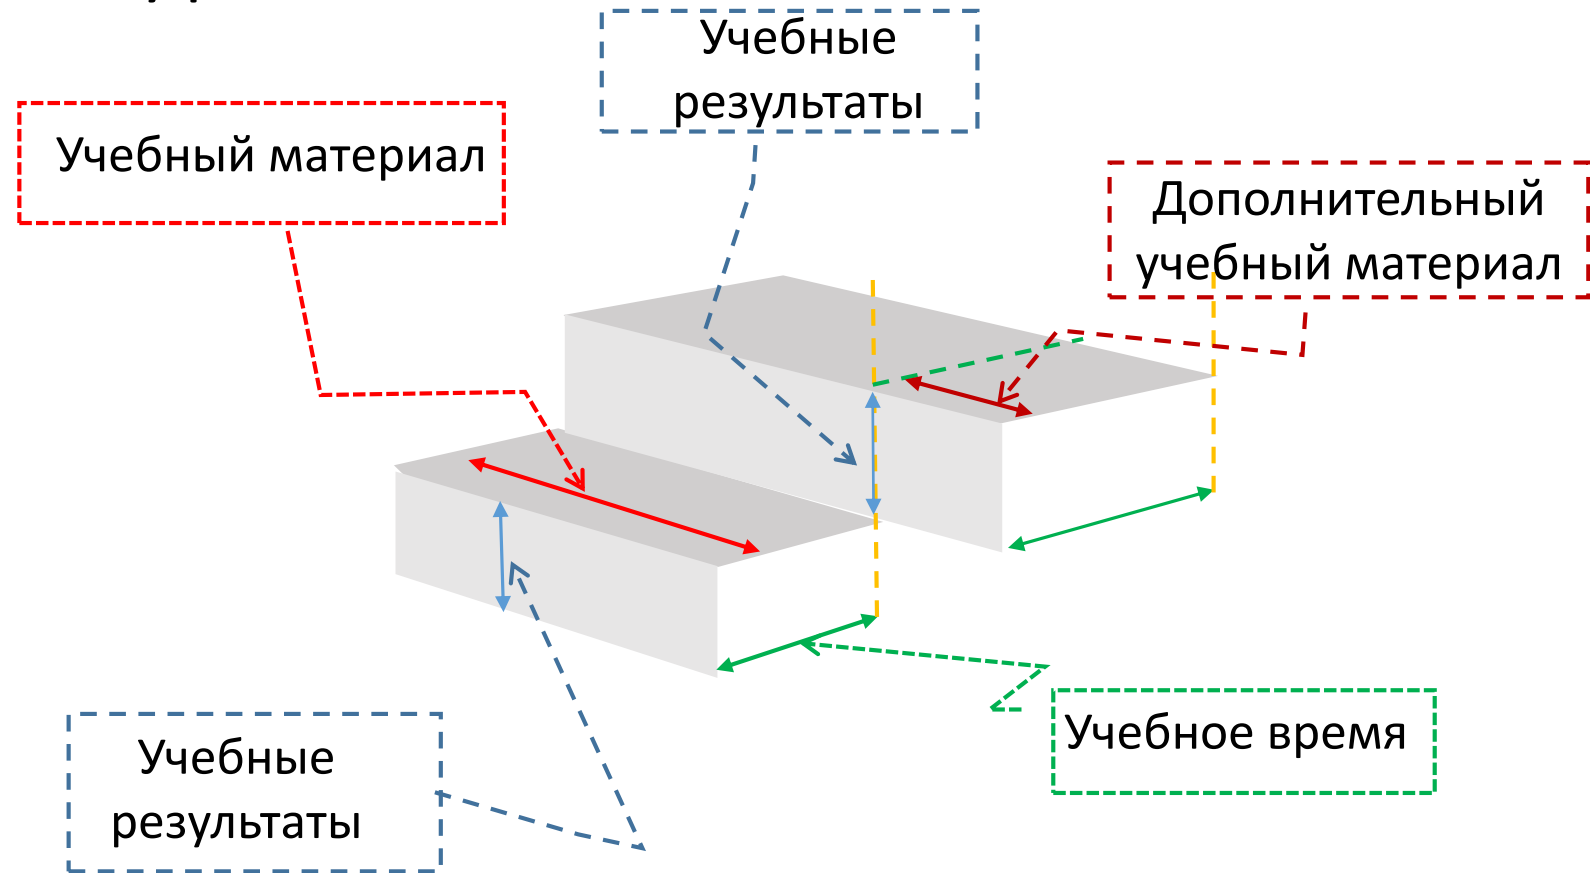 Учебные
результаты
Учебный материал
Дополнительный
учебный материал
Учебное время
Учебные
результаты